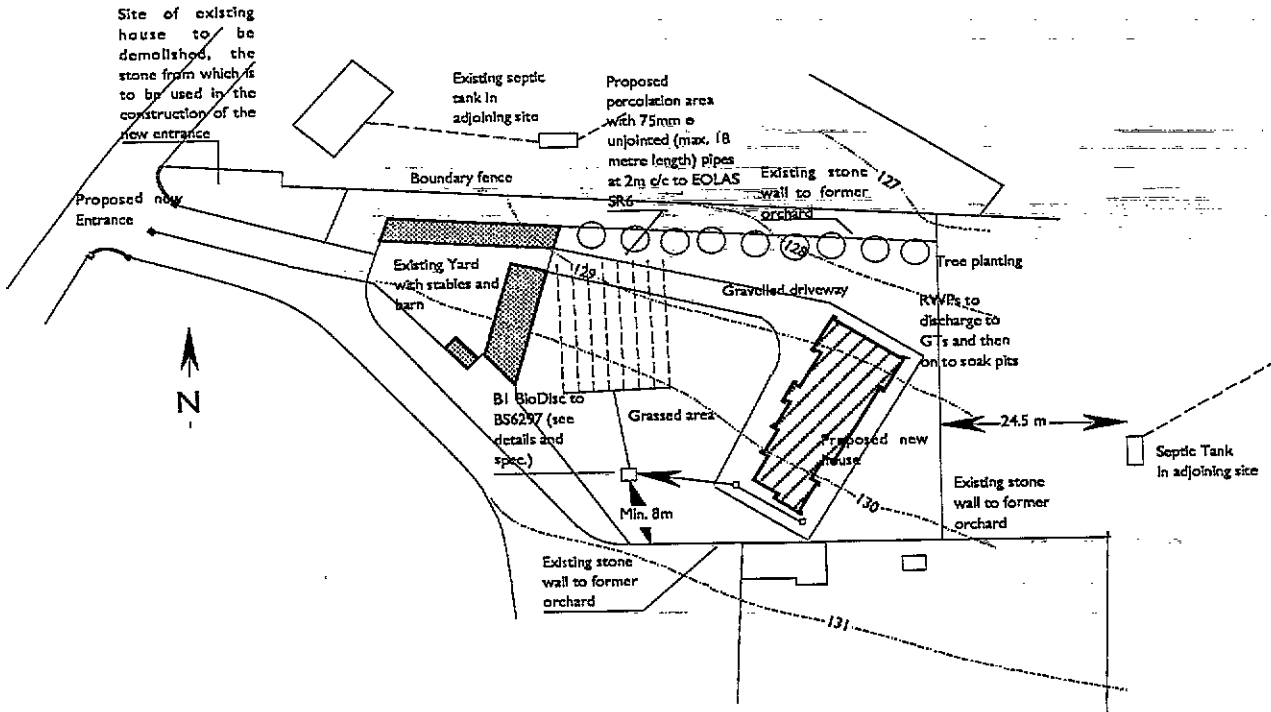 Site of existing
house to be
demolished, the
stone from which is
to be used in the
construction of the
new entrance
Existing septic
tank in
adjoining site
Proposed
percolation area
with 75mm ø
unjointed (max. 18
metre length) pipes
at 2m c/c to EOLAS
SR6
Existing stone
wall to former
orchard
127
Boundary fence
Proposed new
Entrance
128
Tree planting
129
Existing Yard
with stables and
barn
Gravelled driveway
RWPs to
discharge to
GTs and then
on to soak pits
N
B1 BioDisc to
BS6297 (see
details and
spec.)
Grassed area
24.5 m
Proposed new
house
Septic Tank
In adjoining site
Existing stone
wall to former
orchard
130
Min. 8m
Existing stone
wall to former
orchard
131